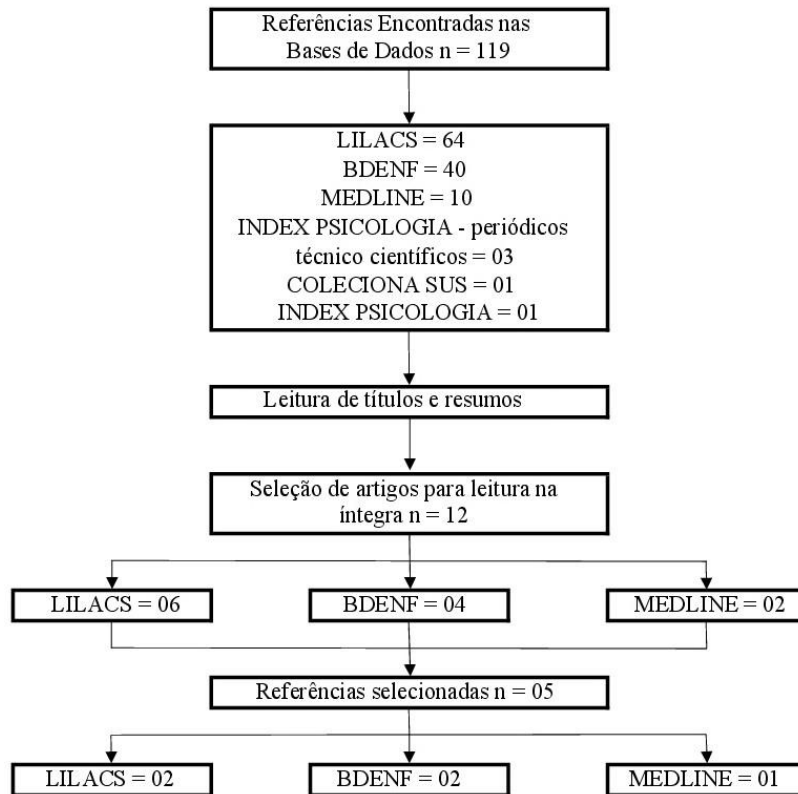 Referências Encontradas nas
Bases de Dados n = 119
LILACS = 64
BDENF = 40
MEDLINE = 10
INDEX PSICOLOGIA - periódicos
técnico científicos = 03
COLECIONA SUS = 01
INDEX PSICOLOGIA = 01
Leitura de títulos e resumos
Seleção de artigos para leitura na
íntegra n = 12
LILACS = 06
BDENF = 04
MEDLINE = 02
Referências selecionadas n = 05
LILACS = 02
BDENF = 02
MEDLINE = 01